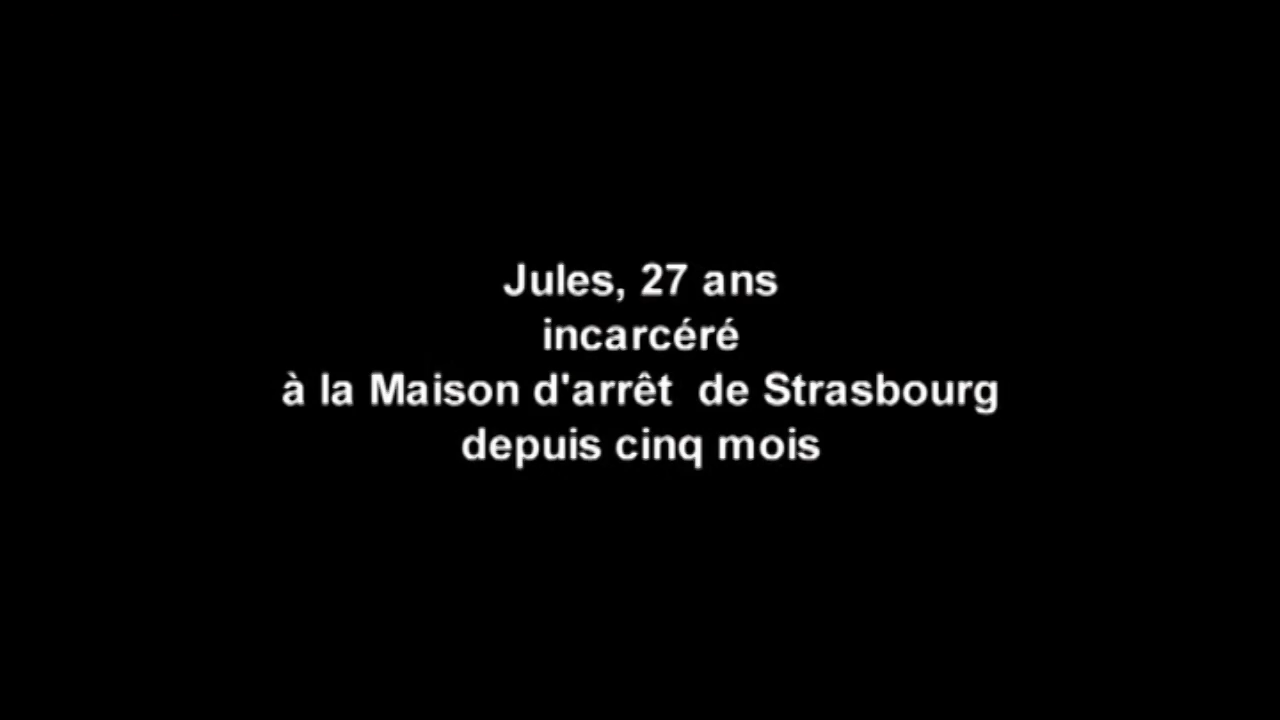 Jules, 27 ans
incarcéré
à la Maison d'arrêt  de Strasbourg
depuis cinq mois